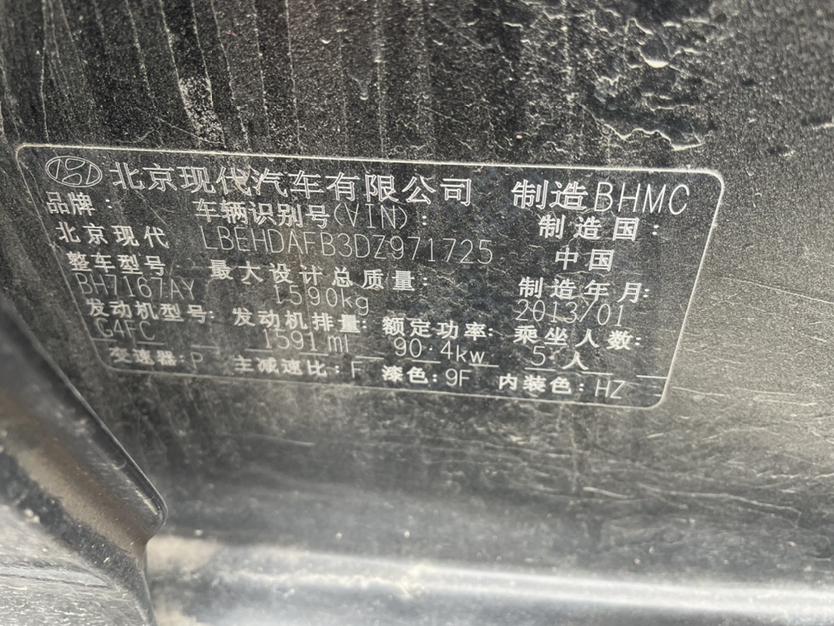 北京现代汽车有限公司 制造BHMC
品牌: 车辆识别号(VIN): 制造国:
北京现代 LBEHDAFB3DZ971725 中国
整车型号 最大设计总质量: 制造年月:
BH7167AY 1590kg 2013/01
发动机型号: 发动机排量: 额定功率: 乘坐人数:
G4FC 1591ml 90.4kw 5 人
变速器: P 主减速比: F 漆色: 9F 内装色: HZ